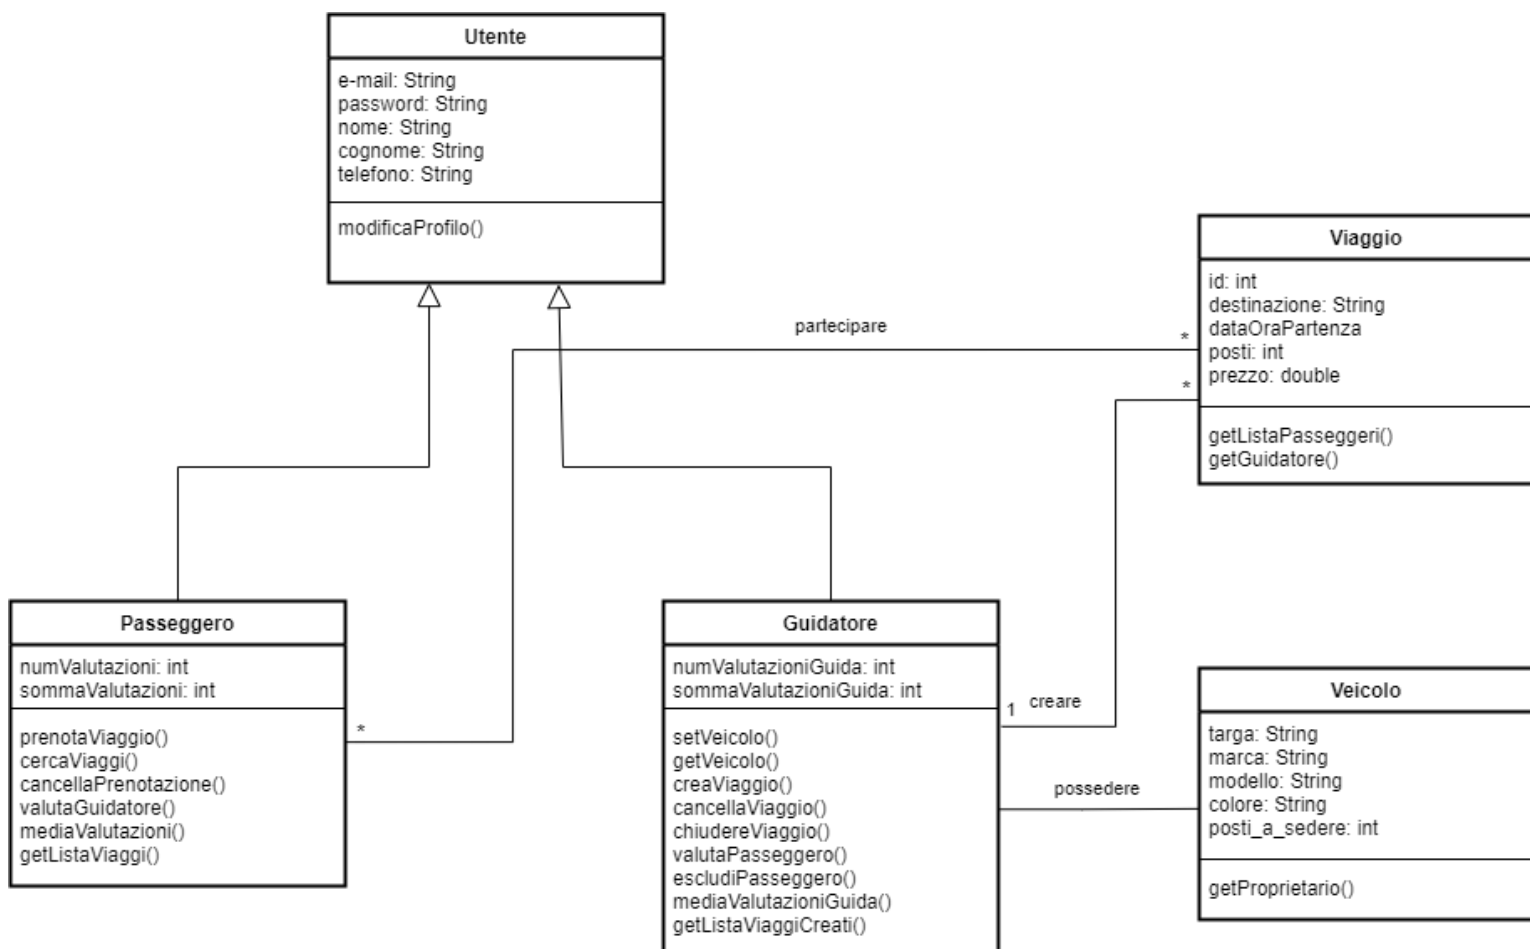 Utente
e-mail: String
password: String
nome: String
cognome: String
telefono: String
modificaProfilo()
Viaggio
id: int
destinazione: String
dataOraPartenza
posti: int
prezzo: double
getListaPasseggeri()
getGuidatore()
partecipare
*
*
Passeggero
numValutazioni: int
sommaValutazioni: int
prenotaViaggio()
cercaViaggi()
cancellaPrenotazione()
valutaGuidatore()
mediaValutazioni()
getListaViaggi()
*
Guidatore
numValutazioniGuida: int
sommaValutazioniGuida: int
setVeicolo()
getVeicolo()
creaViaggio()
cancellaViaggio()
chiudereViaggio()
valutaPasseggero()
escludiPasseggero()
mediaValutazioniGuida()
getListaViaggiCreati()
1 creare
possedere
Veicolo
targa: String
marca: String
modello: String
colore: String
posti_a_sedere: int
getProprietario()